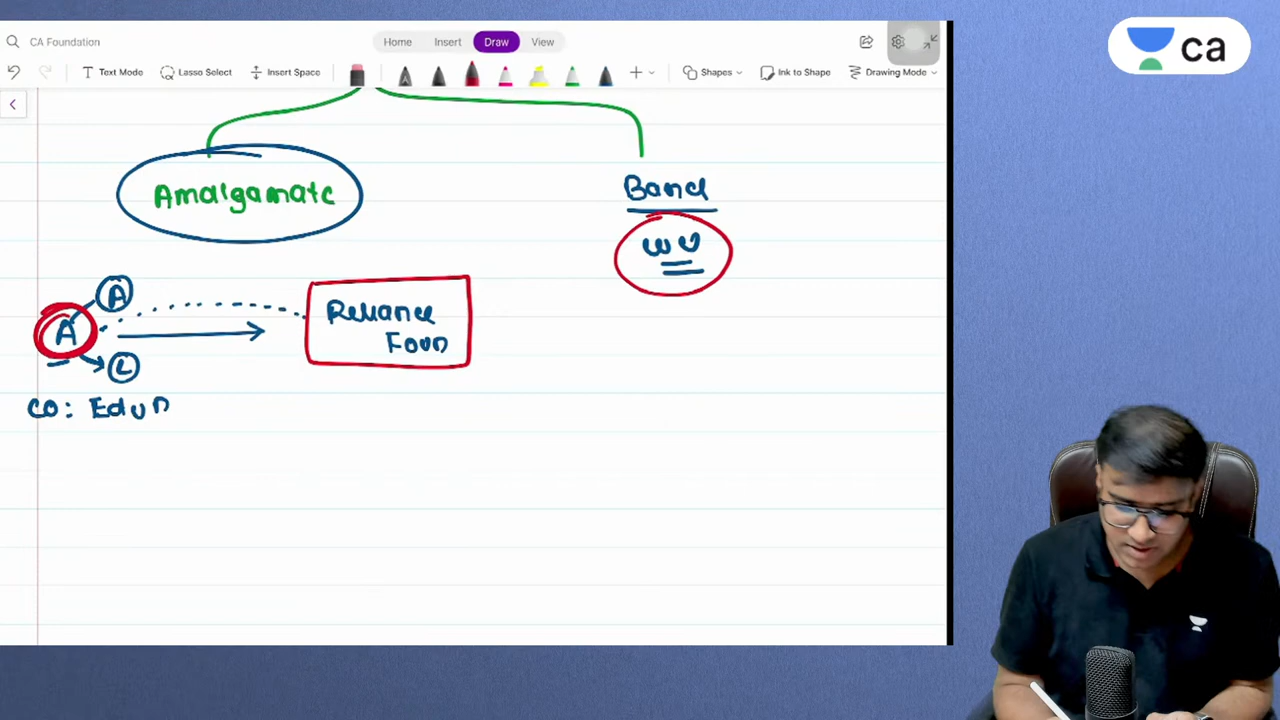 CA Foundation
Home Insert Draw View
ca
Text Mode Lasso Select Insert Space Shapes Ink to Shape Drawing Mode
Amalgamate
Band
WU
A
A
L
Reliance
Foun
Co: Edun